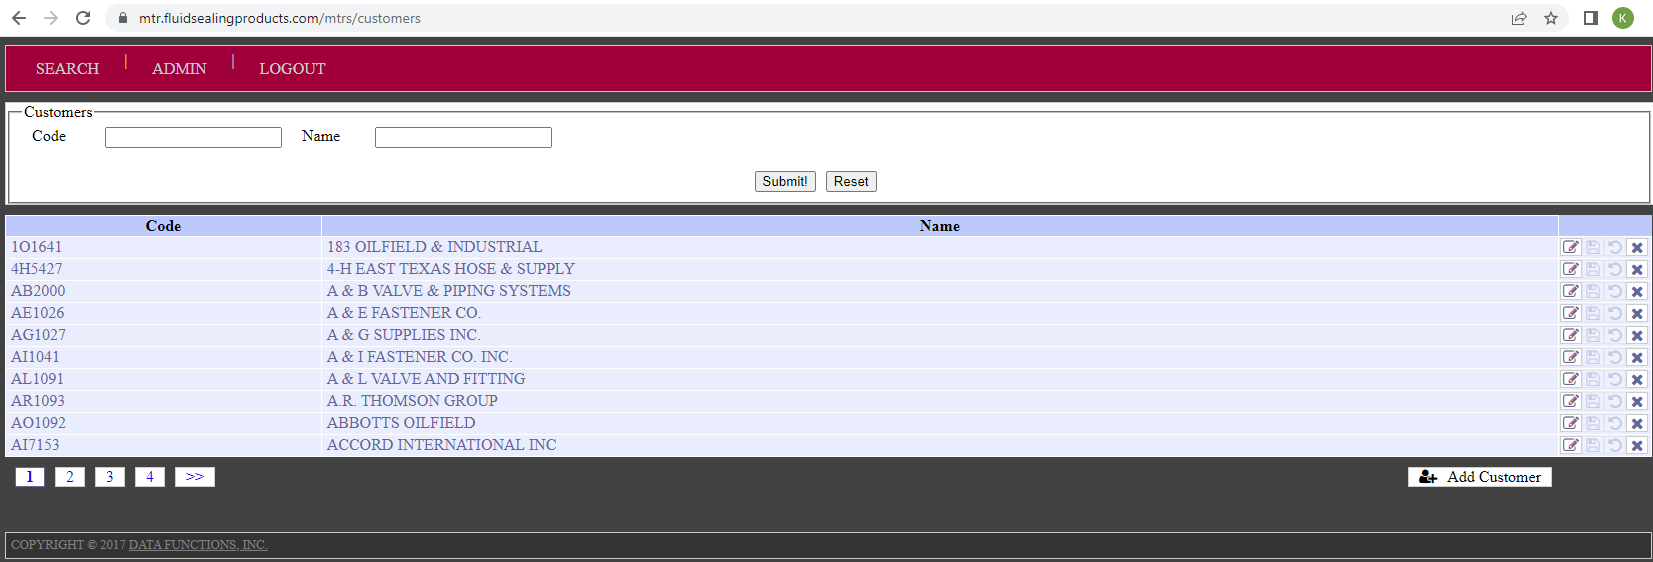 mtr.fluidsealingproducts.com/mtrs/customers
K
SEARCH | ADMIN | LOGOUT
Customers
Code Name
Submit! Reset
Code Name
1O1641 183 OILFIELD & INDUSTRIAL
4H5427 4-H EAST TEXAS HOSE & SUPPLY
AB2000 A & B VALVE & PIPING SYSTEMS
AE1026 A & E FASTENER CO.
AG1027 A & G SUPPLIES INC.
AI1041 A & I FASTENER CO. INC.
AL1091 A & L VALVE AND FITTING
AR1093 A.R. THOMSON GROUP
AO1092 ABBOTTS OILFIELD
AI7153 ACCORD INTERNATIONAL INC
1 2 3 4 >> Add Customer
COPYRIGHT © 2017 DATA FUNCTIONS, INC.